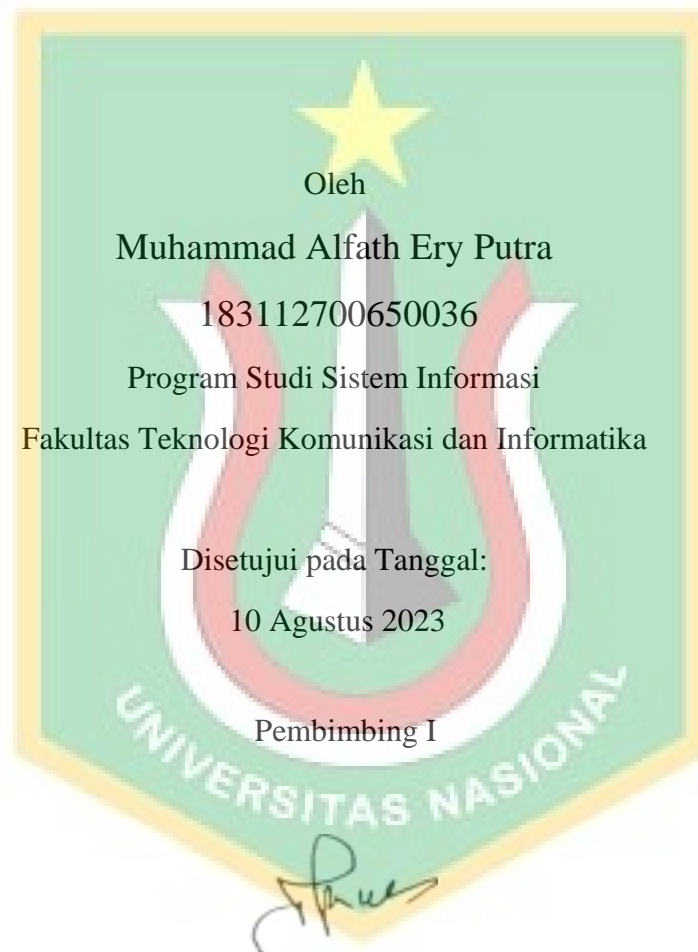 Oleh
Muhammad Alfath Ery Putra
183112700650036
Program Studi Sistem Informasi
Fakultas Teknologi Komunikasi dan Informatika
Disetujui pada Tanggal:
10 Agustus 2023
Pembimbing I
UNIVERSITAS NASIONAL